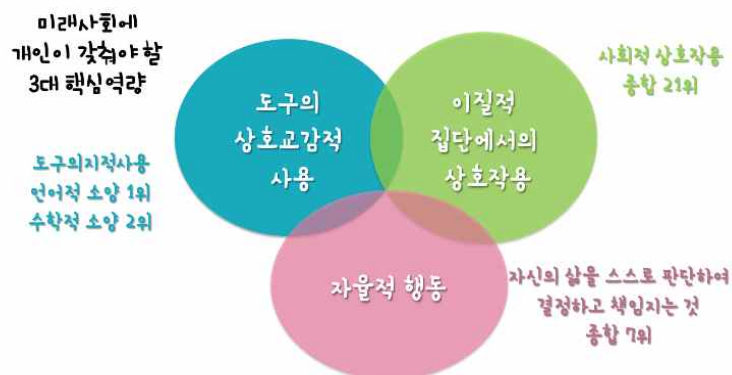 미래사회에
개인이 갖춰야 할
3대 핵심역량
도구의
상호교감적
사용
이질적
집단에서의
상호작용
사회적 상호작용
종합 21위
도구의지적사용
언어적 소양 1위
수학적 소양 2위
자율적 행동
자신의 삶을 스스로 판단하여
결정하고 책임지는 것
종합 7위